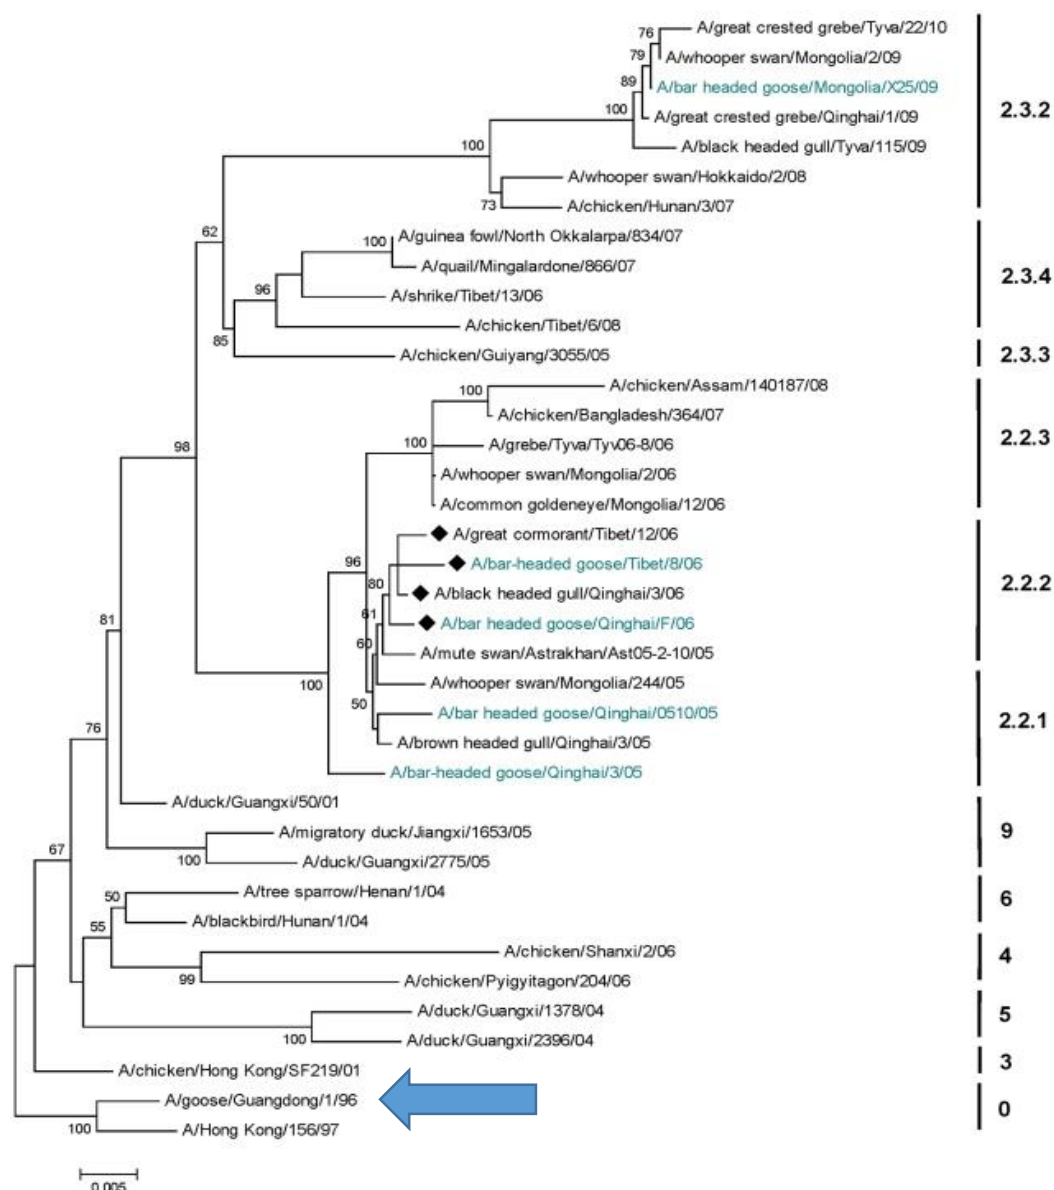 76
A/great crested grebe/Tyva/22/10
79
A/whooper swan/Mongolia/2/09
89
A/bar headed goose/Mongolia/X25/09
2.3.2
100
A/great crested grebe/Qinghai/1/09
100
A/black headed gull/Tyva/115/09
A/whooper swan/Hokkaido/2/08
73
A/chicken/Hunan/3/07
62
100
A/guinea fowl/North Okkalarpa/834/07
A/quail/Mingalardone/866/07
2.3.4
96
A/shrike/Tibet/13/06
A/chicken/Tibet/6/08
85
A/chicken/Guiyang/3055/05
2.3.3
100
A/chicken/Assam/140187/08
A/chicken/Bangladesh/364/07
98
100
A/grebe/Tyva/Tyv06-8/06
2.2.3
A/whooper swan/Mongolia/2/06
A/common goldeneye/Mongolia/12/06
A/great cormorant/Tibet/12/06
96
A/bar-headed goose/Tibet/8/06
80
A/black headed gull/Qinghai/3/06
2.2.2
81
61
A/bar headed goose/Qinghai/F/06
60
A/mute swan/Astrakhan/Ast05-2-10/05
100
A/whooper swan/Mongolia/244/05
50
A/bar headed goose/Qinghai/0510/05
2.2.1
76
A/brown headed gull/Qinghai/3/05
A/bar-headed goose/Qinghai/3/05
A/duck/Guangxi/50/01
A/migratory duck/Jiangxi/1653/05
9
67
100
A/duck/Guangxi/2775/05
50
A/tree sparrow/Henan/1/04
6
A/blackbird/Hunan/1/04
55
A/chicken/Shanxi/2/06
4
99
A/chicken/Pyigyitagon/204/06
A/duck/Guangxi/1378/04
5
100
A/duck/Guangxi/2396/04
A/chicken/Hong Kong/SF219/01
3
A/goose/Guangdong/1/96
0
100
A/Hong Kong/156/97
0.005